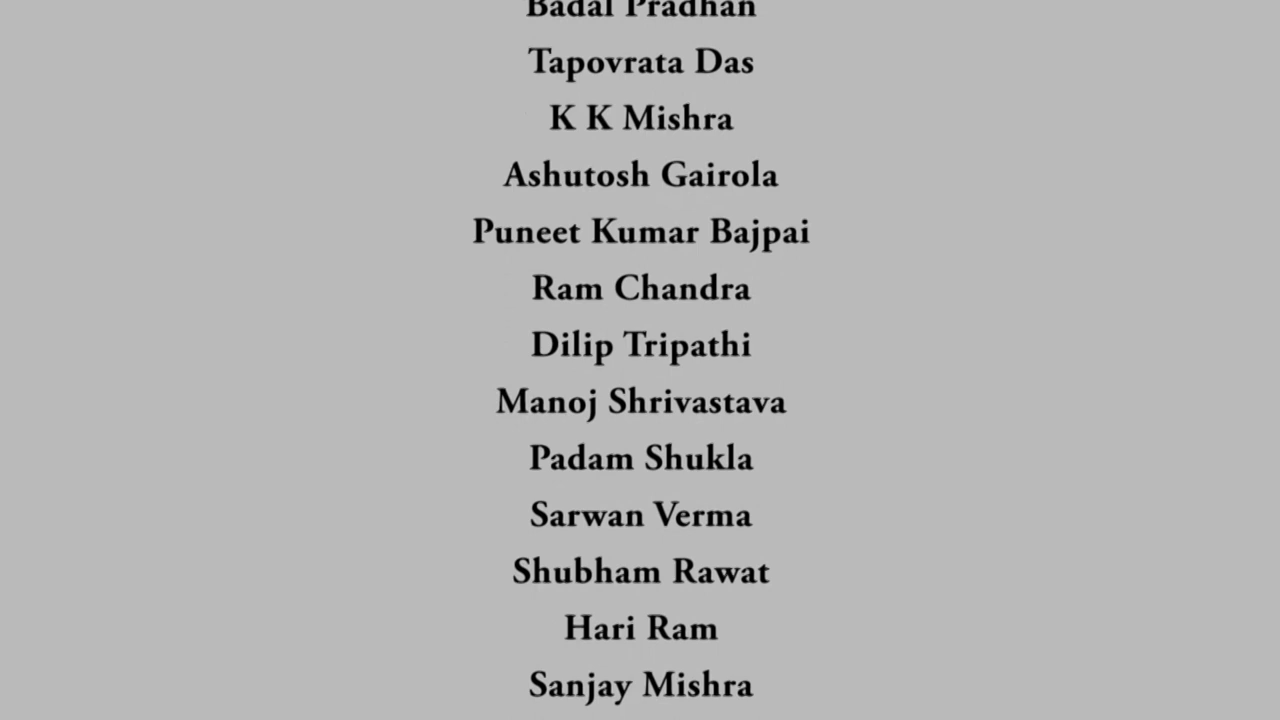 Badal Pradhan
Tapovrata Das
K K Mishra
Ashutosh Gairola
Puneet Kumar Bajpai
Ram Chandra
Dilip Tripathi
Manoj Shrivastava
Padam Shukla
Sarwan Verma
Shubham Rawat
Hari Ram
Sanjay Mishra